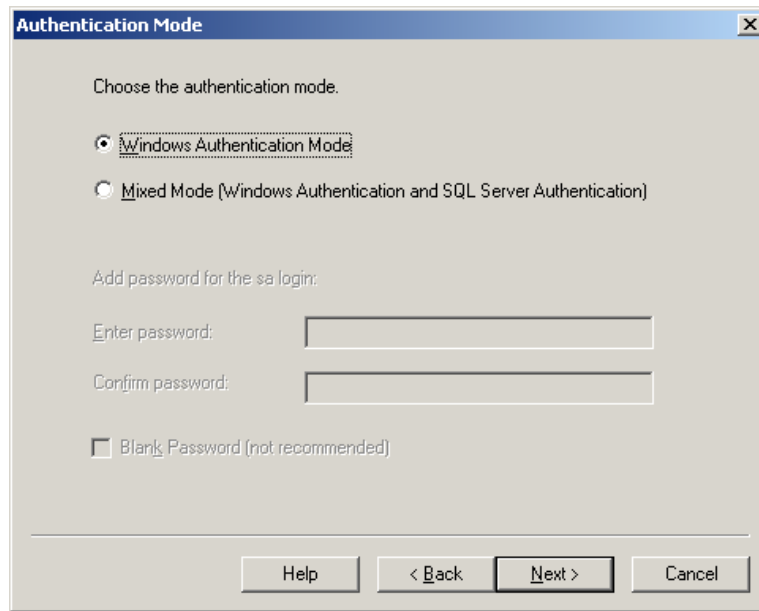 Authentication Mode
Choose the authentication mode.
Windows Authentication Mode
Mixed Mode (Windows Authentication and SQL Server Authentication)
Add password for the sa login:
Enter password:
Confirm password:
Blank Password (not recommended)
Help
< Back
Next >
Cancel